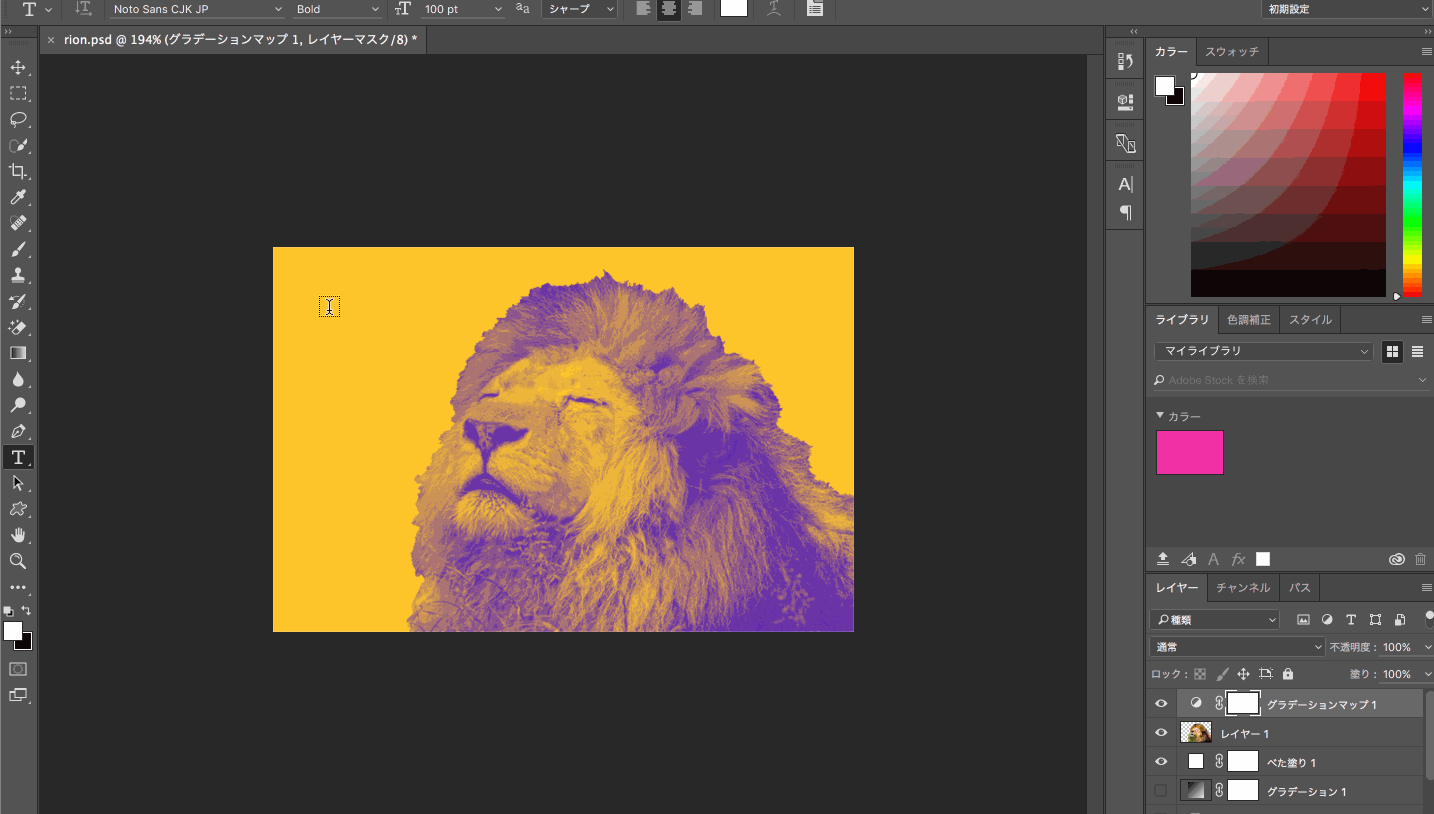 T Noto Sans CJK JP Bold 100 pt aa シャープ 初期設定
× rion.psd @ 194% (グラデーションマップ 1, レイヤーマスク/8) *
カラー スウォッチ
ライブラリ 色調補正 スタイル
マイライブラリ
Adobe Stock を検索
カラー
A fx
レイヤー チャンネル パス
種類
通常 不透明度: 100%
ロック: 塗り: 100%
グラデーションマップ 1
レイヤー 1
べた塗り 1
グラデーション 1